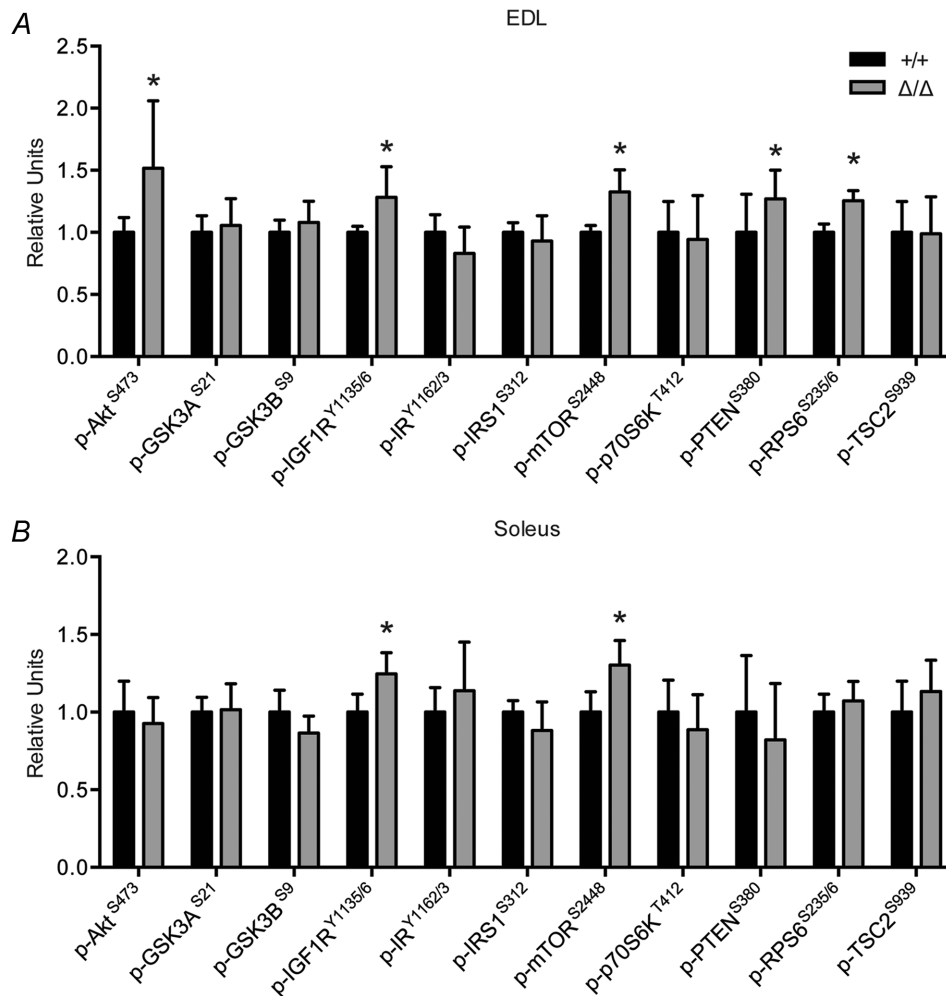 A
EDL
+/+
Δ/Δ
2.5
2.0
1.5
1.0
0.5
0.0
Relative Units
*
*
*
*
*
p-Akt S473
p-GSK3A S21
p-GSK3B S9
p-IGF1R Y1135/6
p-IR Y1162/3
p-IRS1 S312
p-mTOR S2448
p-p70S6K T412
p-PTEN S380
p-RPS6 S235/6
p-TSC2 S939
B
Soleus
2.0
1.5
1.0
0.5
0.0
Relative Units
*
*
p-Akt S473
p-GSK3A S21
p-GSK3B S9
p-IGF1R Y1135/6
p-IR Y1162/3
p-IRS1 S312
p-mTOR S2448
p-p70S6K T412
p-PTEN S380
p-RPS6 S235/6
p-TSC2 S939